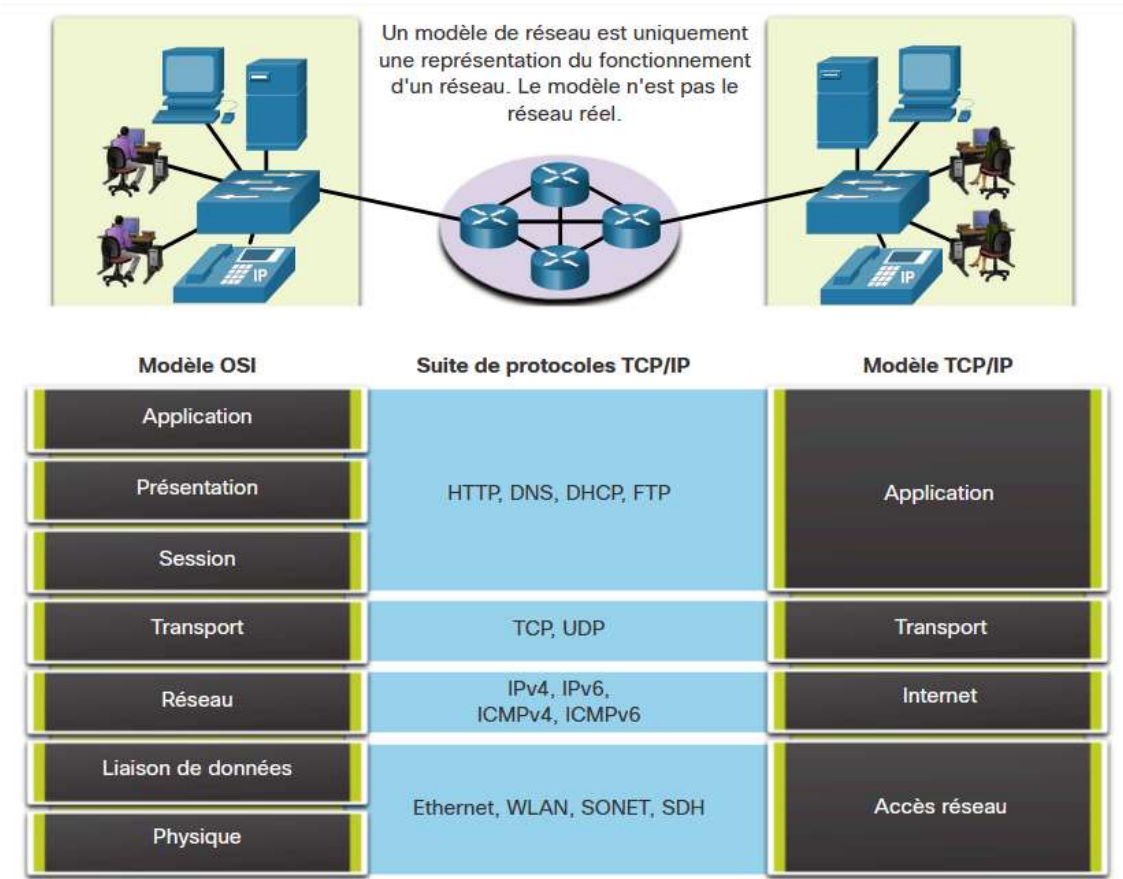 Un modèle de réseau est uniquement
une représentation du fonctionnement
d'un réseau. Le modèle n'est pas le
réseau réel.
IP
IP
Modèle OSI
Suite de protocoles TCP/IP
Modèle TCP/IP
Application
Présentation
Session
Transport
Réseau
Liaison de données
Physique
HTTP, DNS, DHCP, FTP
TCP, UDP
IPv4, IPv6,
ICMPv4, ICMPv6
Ethernet, WLAN, SONET, SDH
Application
Transport
Internet
Accès réseau